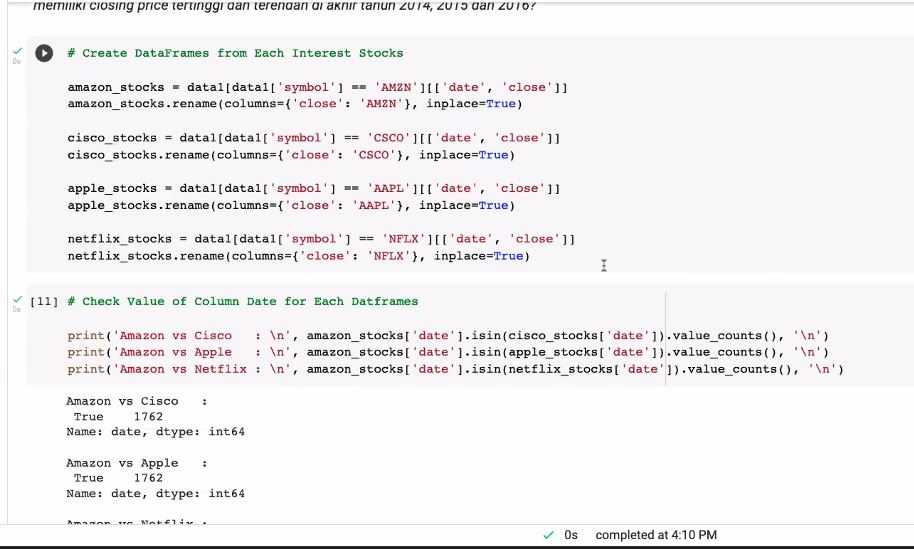 memiliki closing price tertinggi dan terendah di akhir tahun 2014, 2015 dan 2016?
0s
# Create DataFrames from Each Interest Stocks
amazon_stocks = data1[data1['symbol'] == 'AMZN'][['date', 'close']]
amazon_stocks.rename(columns={'close': 'AMZN'}, inplace=True)
cisco_stocks = data1[data1['symbol'] == 'CSCO'][['date', 'close']]
cisco_stocks.rename(columns={'close': 'CSCO'}, inplace=True)
apple_stocks = data1[data1['symbol'] == 'AAPL'][['date', 'close']]
apple_stocks.rename(columns={'close': 'AAPL'}, inplace=True)
netflix_stocks = data1[data1['symbol'] == 'NFLX'][['date', 'close']]
netflix_stocks.rename(columns={'close': 'NFLX'}, inplace=True)
[11] # Check Value of Column Date for Each Datframes
0s
print('Amazon vs Cisco   : \n', amazon_stocks['date'].isin(cisco_stocks['date']).value_counts(), '\n')
print('Amazon vs Apple   : \n', amazon_stocks['date'].isin(apple_stocks['date']).value_counts(), '\n')
print('Amazon vs Netflix : \n', amazon_stocks['date'].isin(netflix_stocks['date']).value_counts(), '\n')
Amazon vs Cisco   :
True    1762
Name: date, dtype: int64
Amazon vs Apple   :
True    1762
Name: date, dtype: int64
Amazon vs Netflix :
0s completed at 4:10 PM